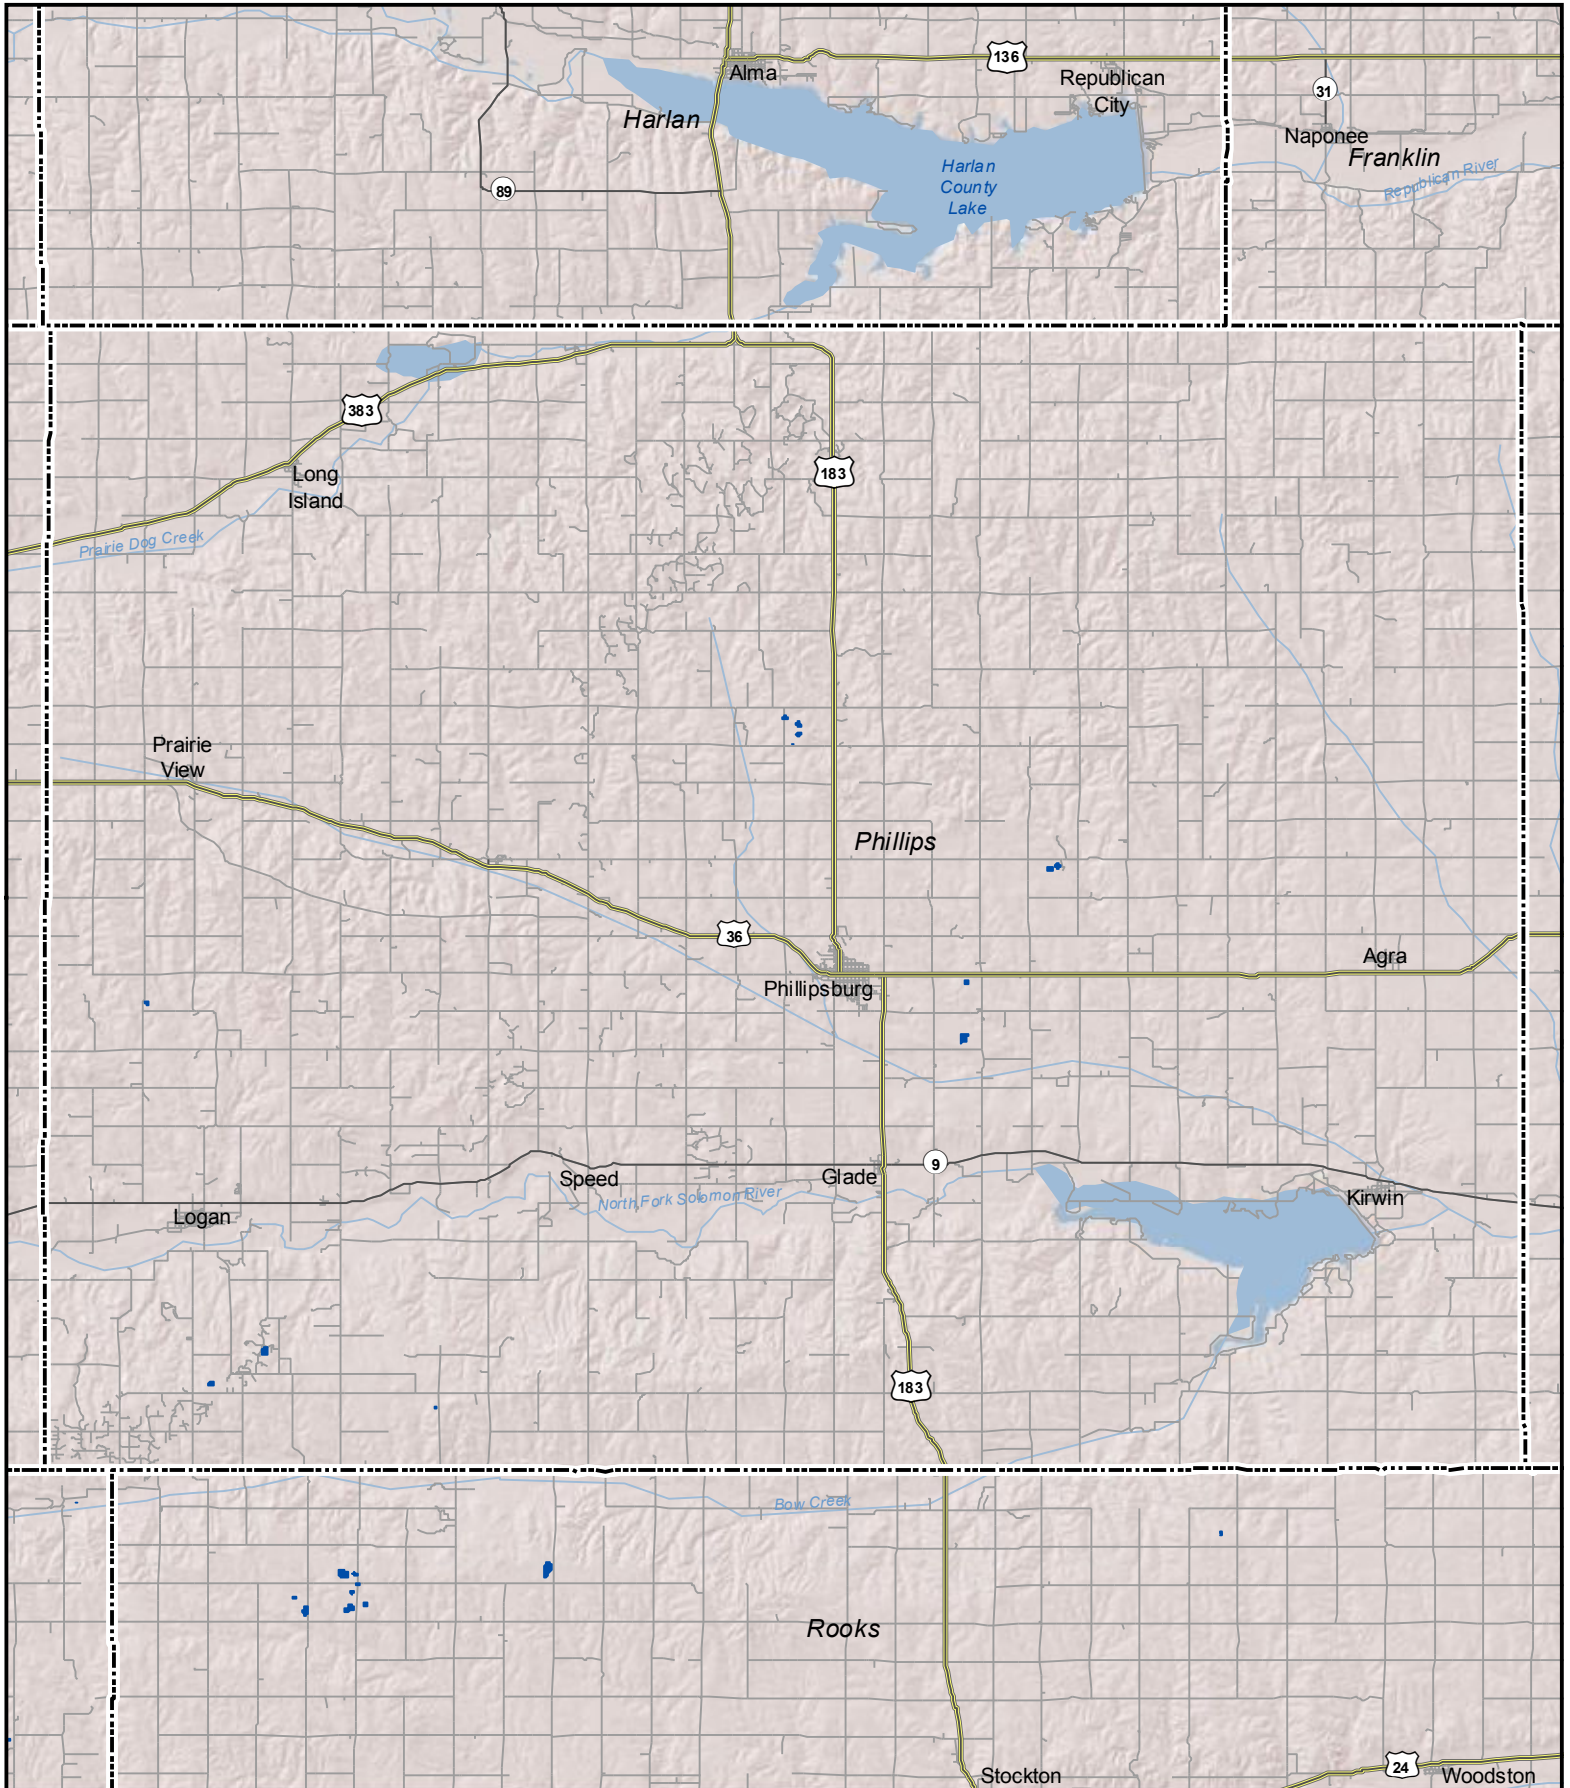 136
Alma
Republican
City
31
Harlan
Naponee
Franklin
Harlan
County
Lake
Republican River
89
383
183
Long
Island
Prairie Dog Creek
Prairie
View
Phillips
36
Agra
Phillipsburg
9
Speed
Glade
North Fork Solomon River
Kirwin
Logan
183
Bow Creek
Rooks
24
Stockton
Woodston